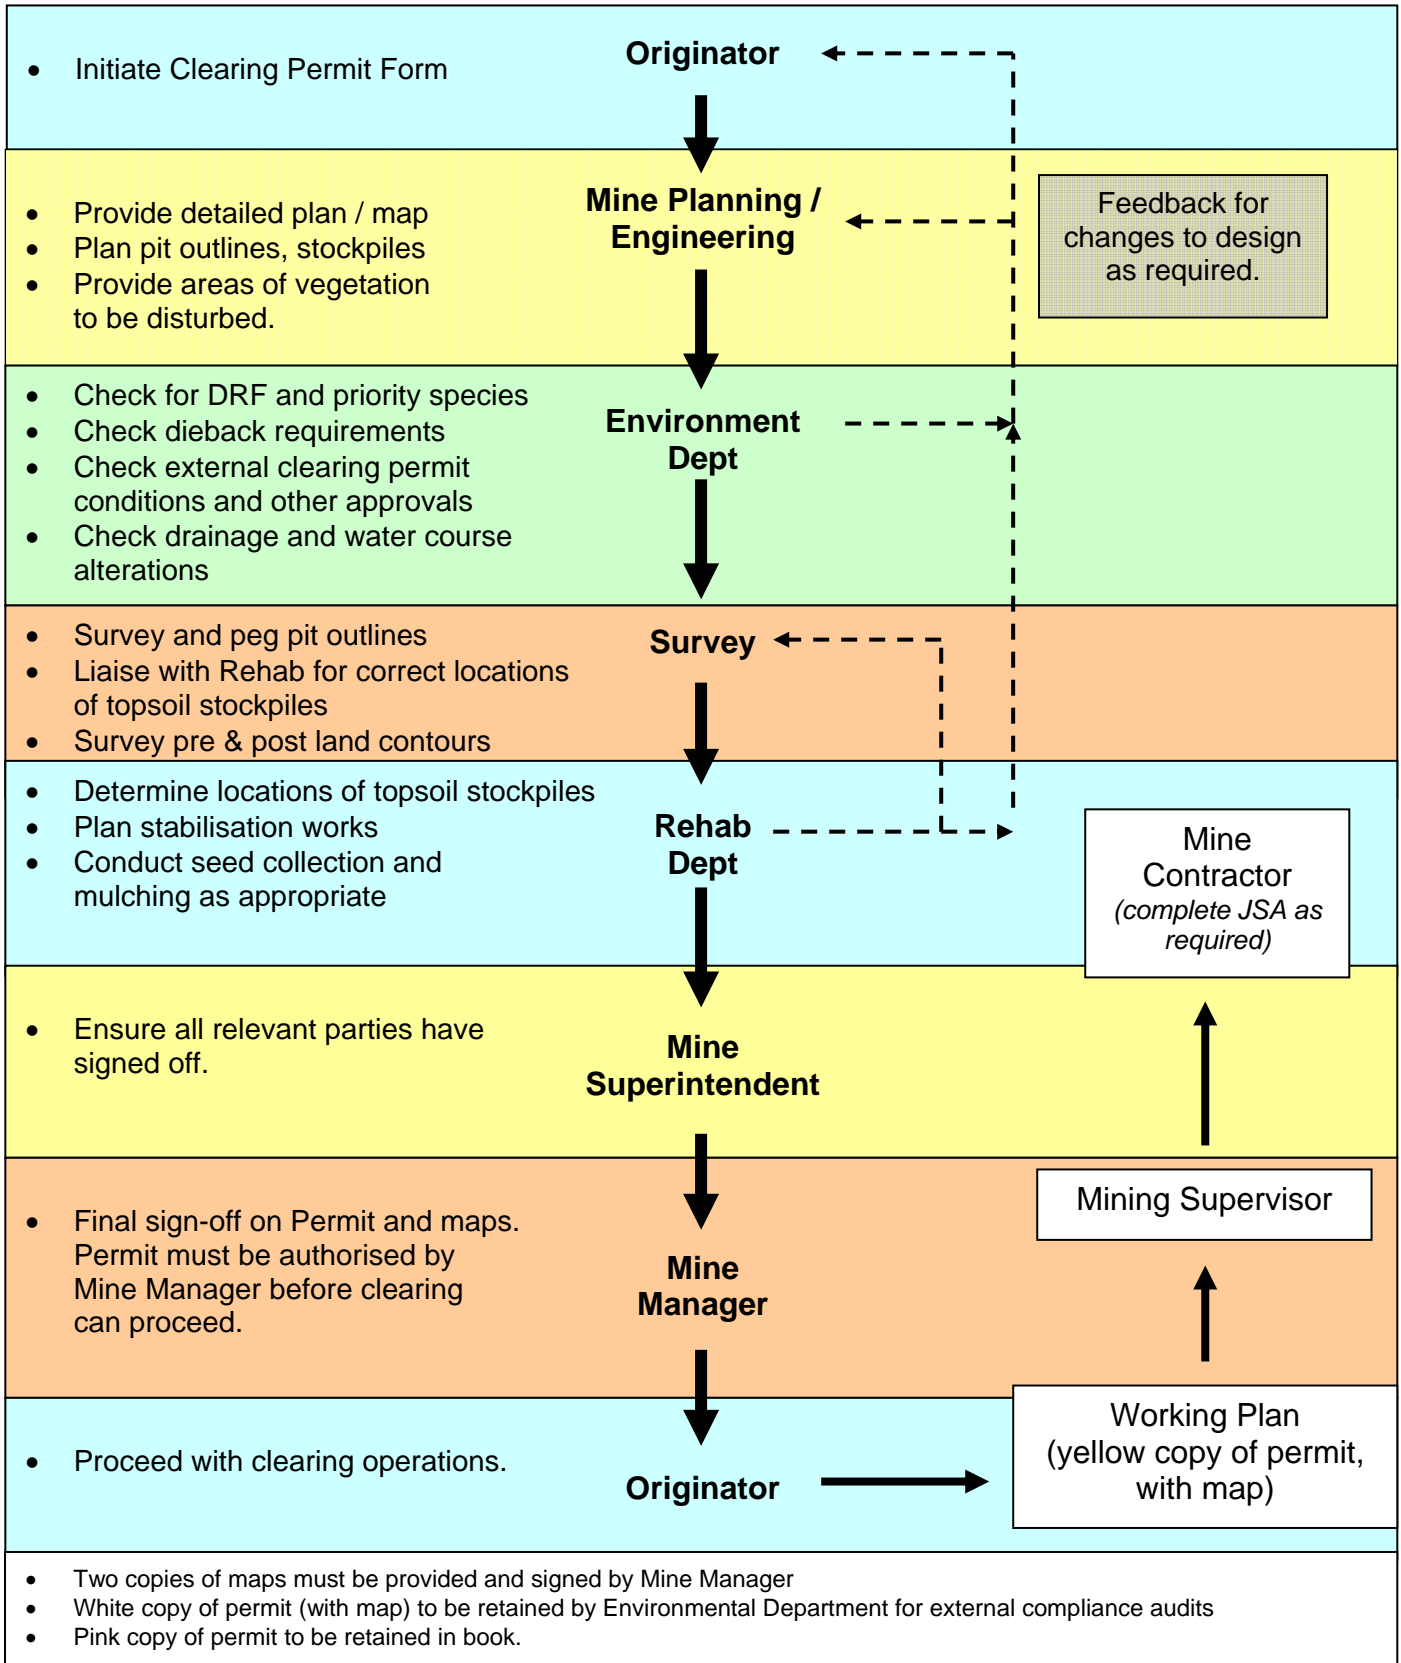 • Initiate Clearing Permit Form
Originator
• Provide detailed plan / map
• Plan pit outlines, stockpiles
• Provide areas of vegetation
to be disturbed.
Mine Planning /
Engineering
Feedback for
changes to design
as required.
• Check for DRF and priority species
• Check dieback requirements
• Check external clearing permit
conditions and other approvals
• Check drainage and water course
alterations
Environment
Dept
• Survey and peg pit outlines
• Liaise with Rehab for correct locations
of topsoil stockpiles
• Survey pre & post land contours
Survey
• Determine locations of topsoil stockpiles
• Plan stabilisation works
• Conduct seed collection and
mulching as appropriate
Rehab
Dept
Mine
Contractor
(complete JSA as
required)
• Ensure all relevant parties have
signed off.
Mine
Superintendent
• Final sign-off on Permit and maps.
Permit must be authorised by
Mine Manager before clearing
can proceed.
Mine
Manager
Mining Supervisor
• Proceed with clearing operations.
Originator
Working Plan
(yellow copy of permit,
with map)
• Two copies of maps must be provided and signed by Mine Manager
• White copy of permit (with map) to be retained by Environmental Department for external compliance audits
• Pink copy of permit to be retained in book.